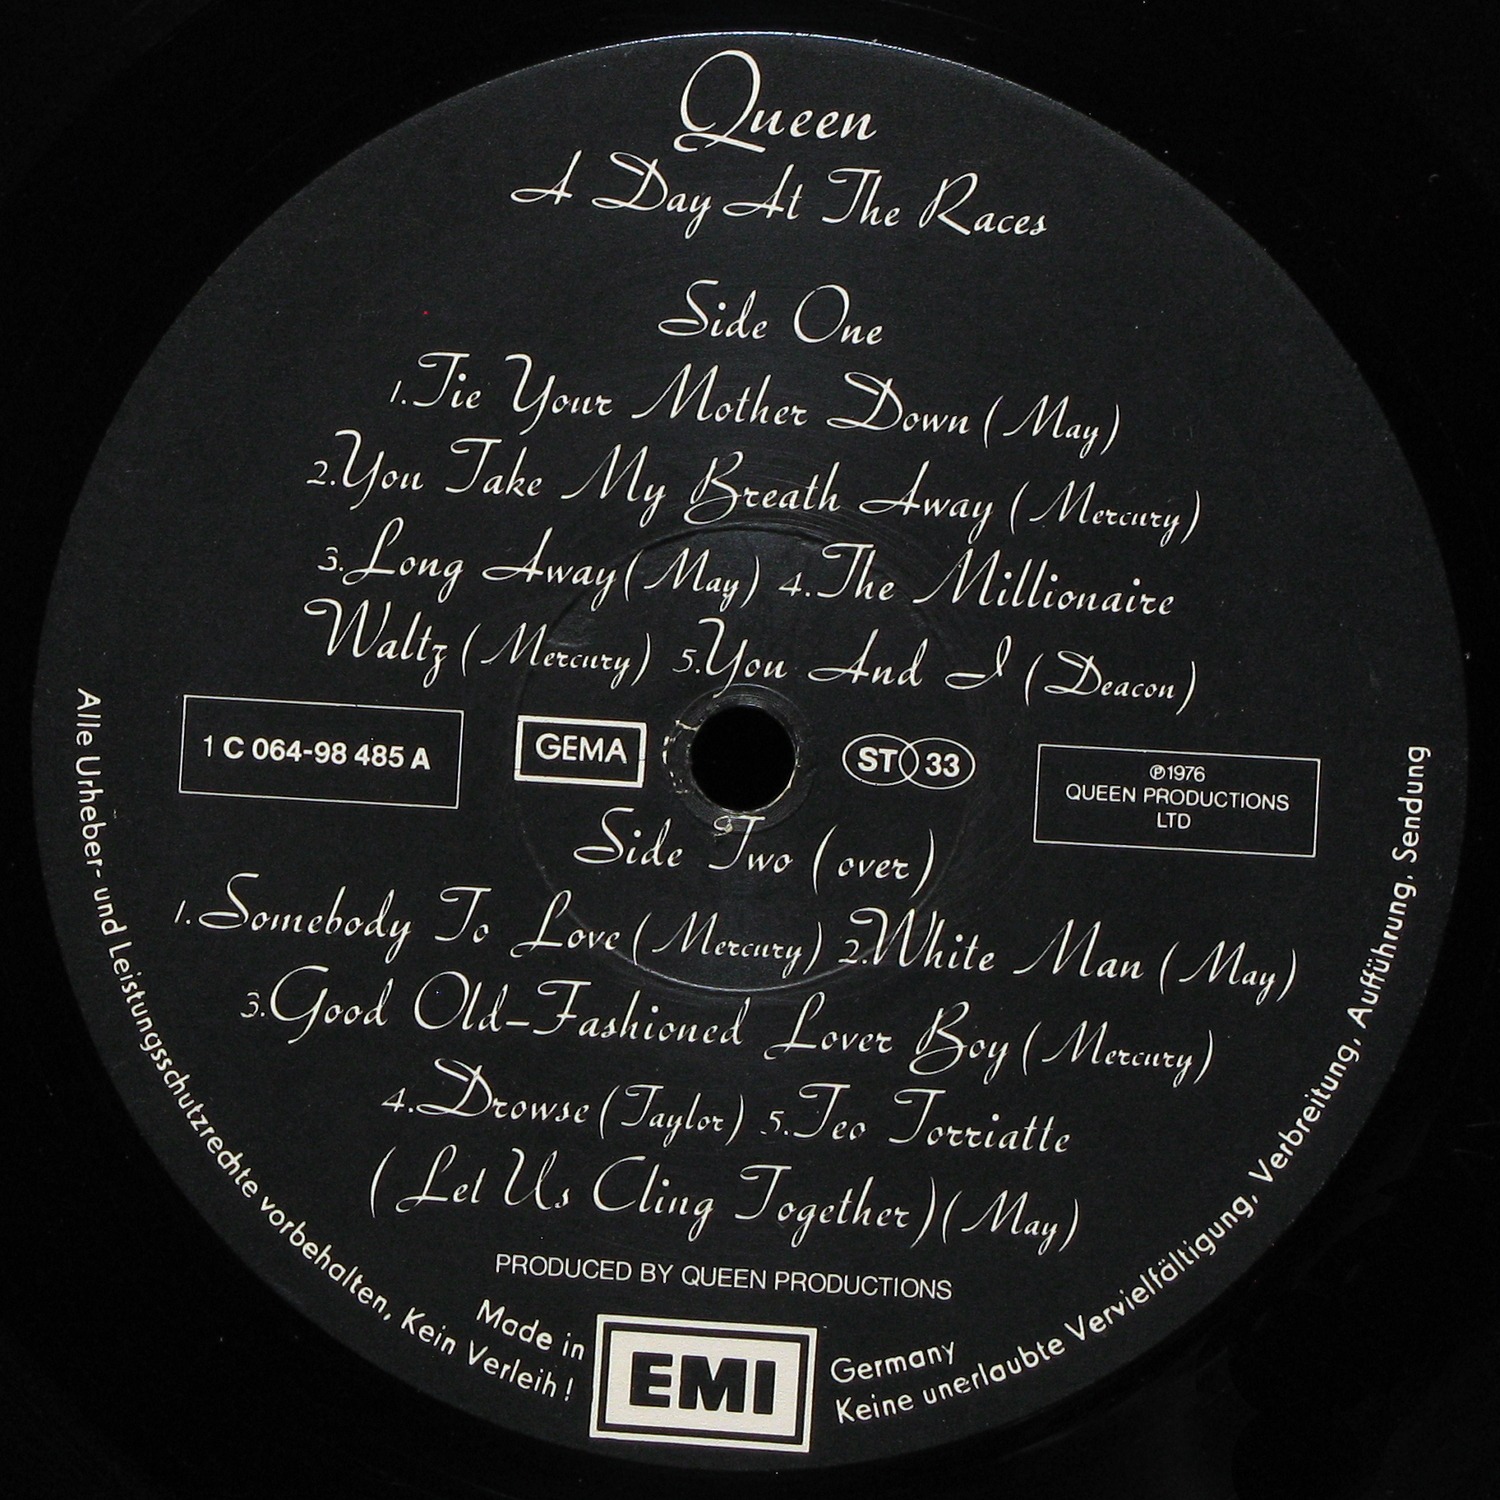 Queen
A Day At The Races
Side One
1. Tie Your Mother Down (May)
2. You Take My Breath Away (Mercury)
3. Long Away (May) 4. The Millionaire
Waltz (Mercury) 5. You And I (Deacon)
1 C 064-98 485 A
GEMA
ST 33
℗1976
QUEEN PRODUCTIONS
LTD
Side Two (over)
1. Somebody To Love (Mercury) 2. White Man (May)
3. Good Old-Fashioned Lover Boy (Mercury)
4. Drowse (Taylor) 5. Teo Torriatte
(Let Us Cling Together) (May)
PRODUCED BY QUEEN PRODUCTIONS
Made in
EMI
Germany
Alle Urheber- und Leistungsschutzrechte vorbehalten, Kein Verleih!
Keine unerlaubte Vervielfältigung, Verbreitung, Aufführung, Sendung